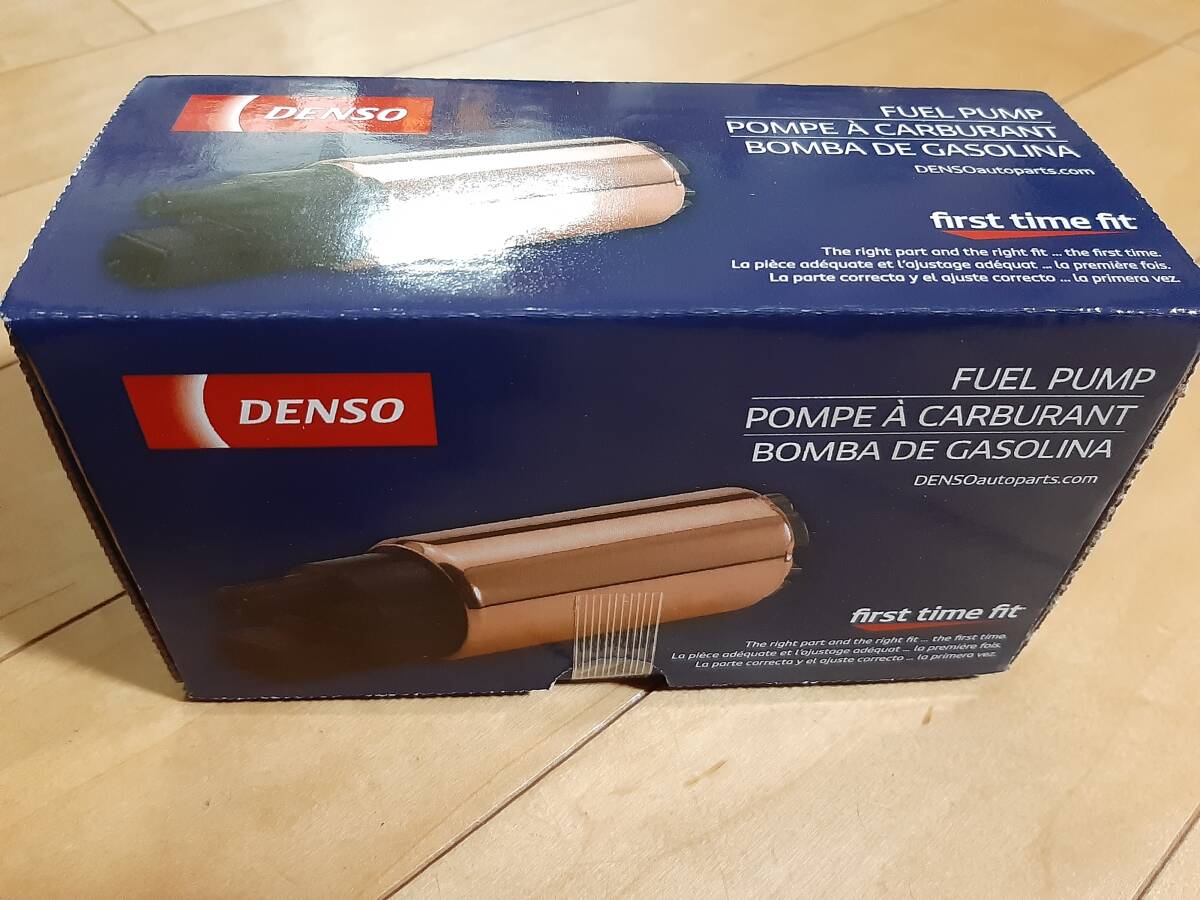 DENSO
FUEL PUMP
POMPE À CARBURANT
BOMBA DE GASOLINA
DENSOautoparts.com
first time fit
The right part and the right fit ... the first time.
La pièce adéquate et l'ajustage adéquat ... la première fois.
La parte correcta y el ajuste correcto ... la primera vez.
DENSO
FUEL PUMP
POMPE À CARBURANT
BOMBA DE GASOLINA
DENSOautoparts.com
first time fit
The right part and the right fit ... the first time.
La pièce adéquate et l'ajustage adéquat ... la première fois.
La parte correcta y el ajuste correcto ... la primera vez.